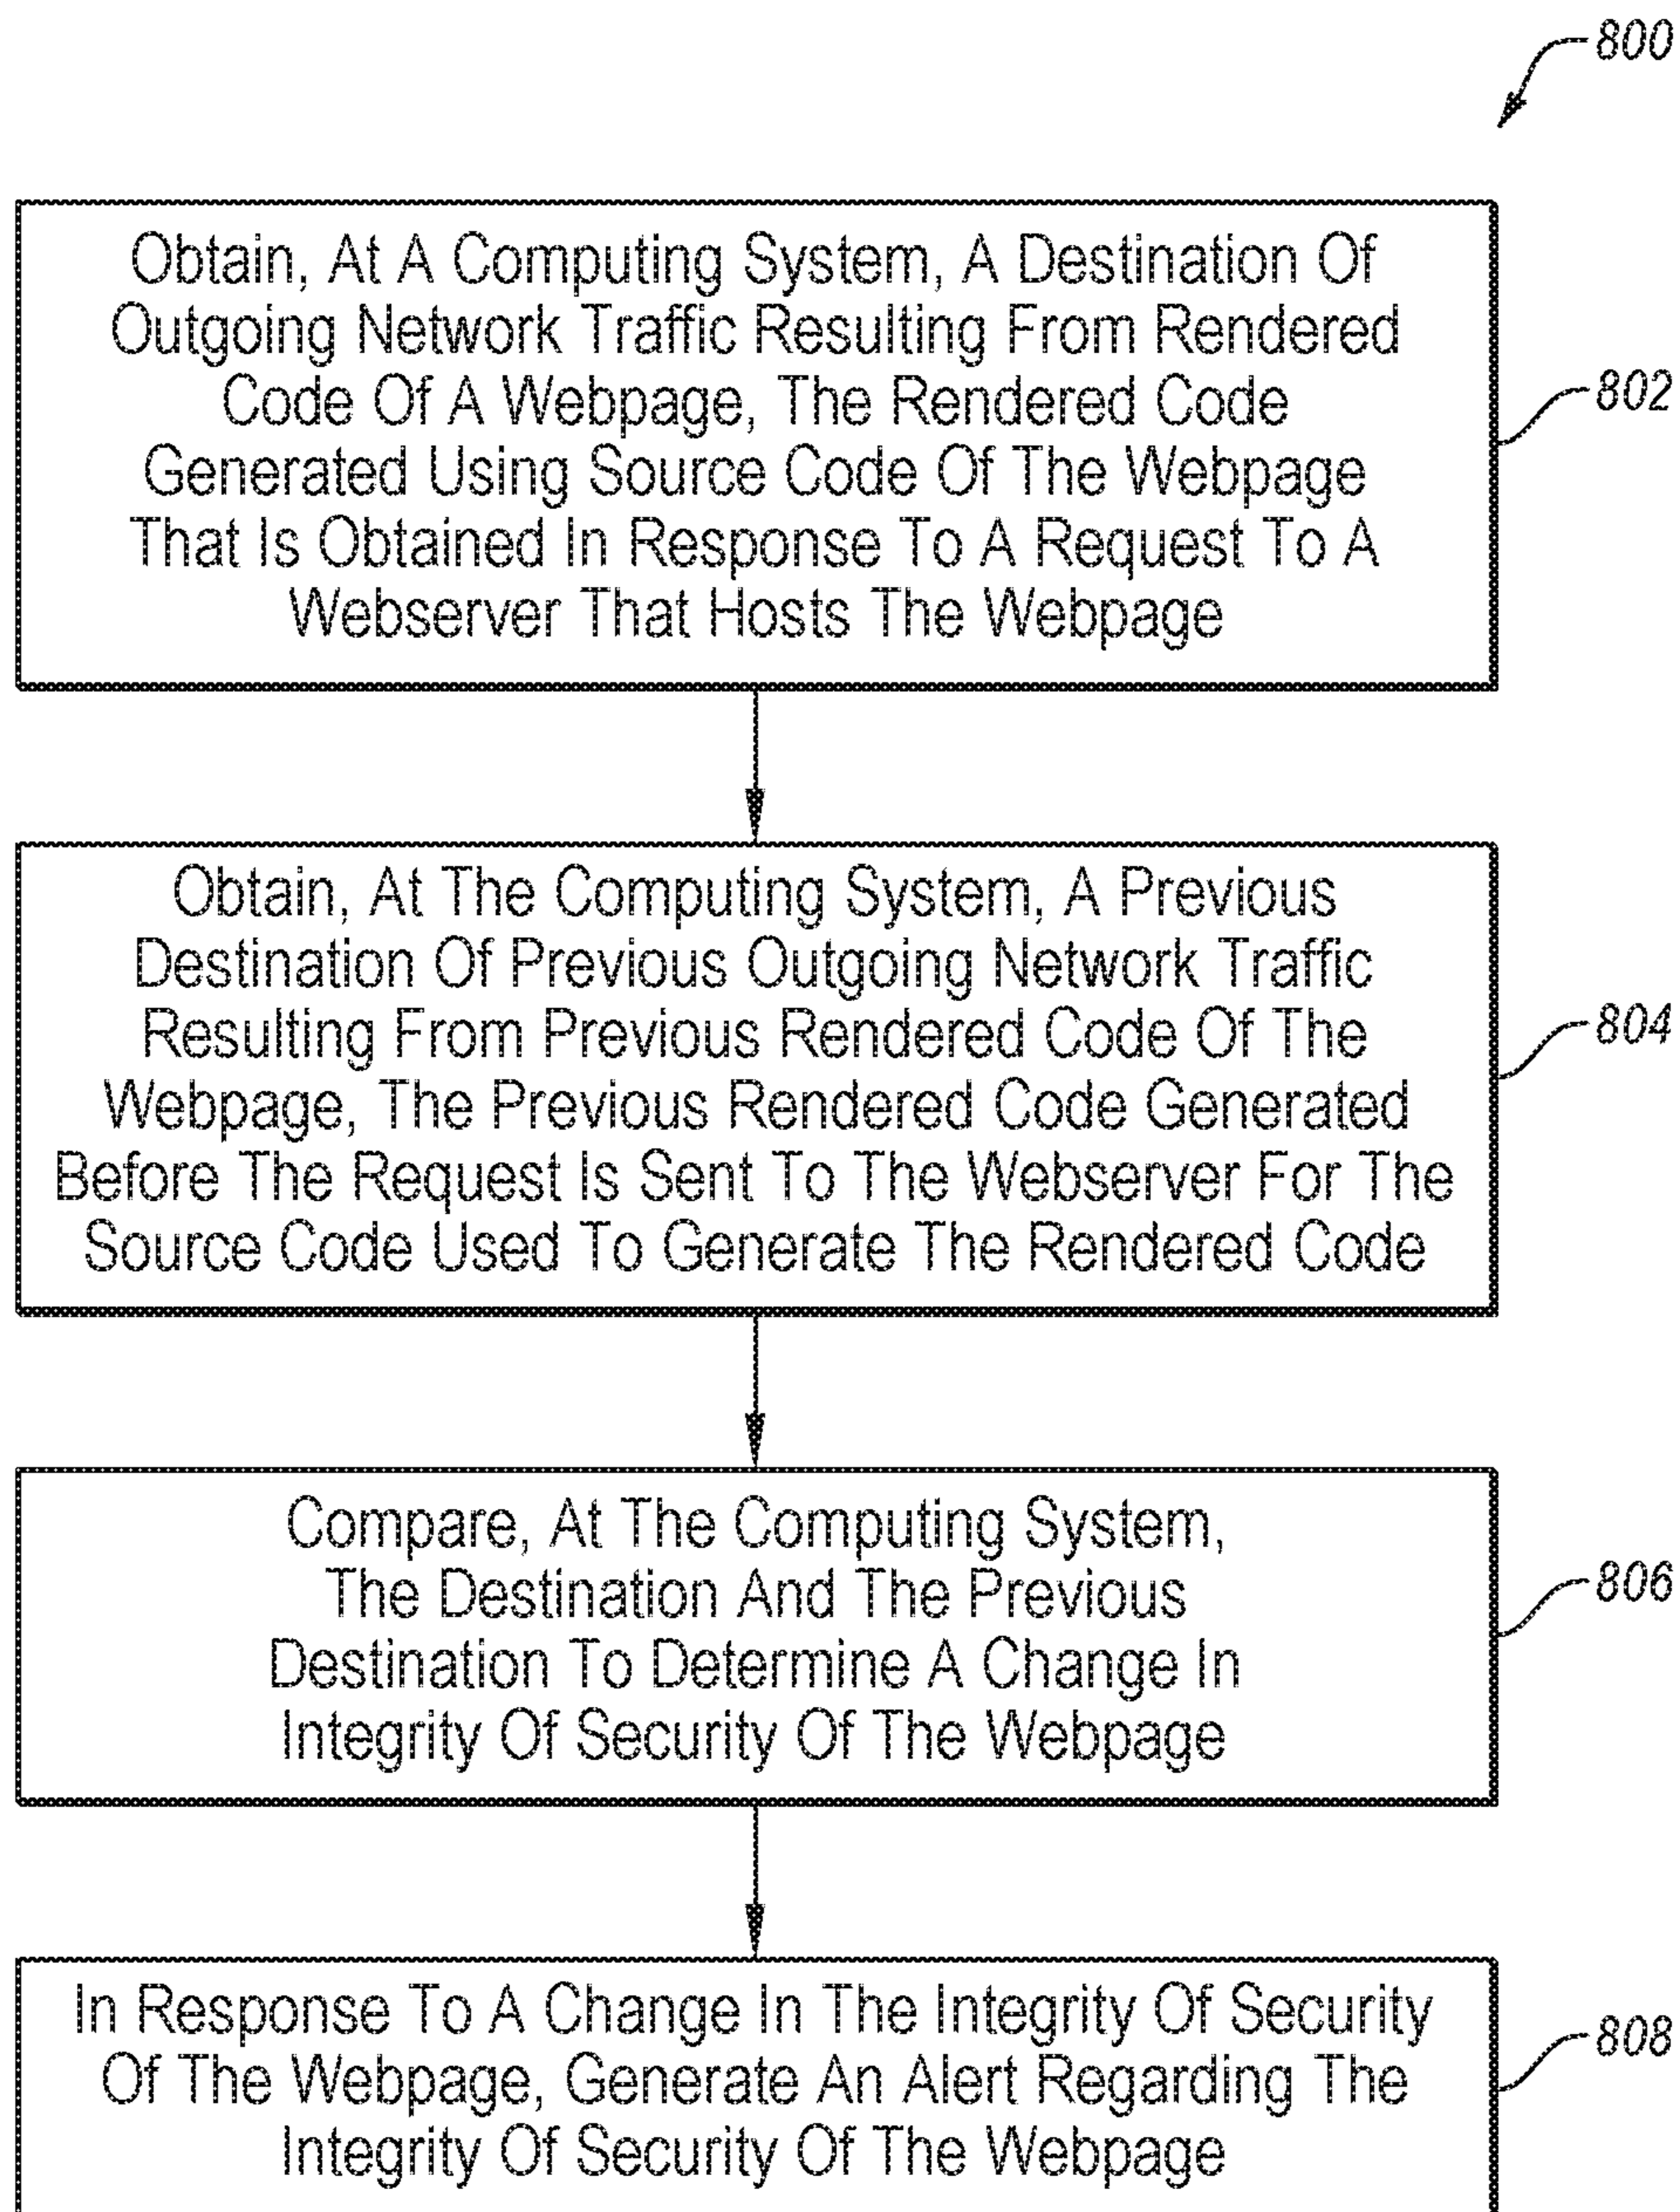 800
Obtain, At A Computing System, A Destination Of
Outgoing Network Traffic Resulting From Rendered
Code Of A Webpage, The Rendered Code
Generated Using Source Code Of The Webpage
That Is Obtained In Response To A Request To A
Webserver That Hosts The Webpage
802
Obtain, At The Computing System, A Previous
Destination Of Previous Outgoing Network Traffic
Resulting From Previous Rendered Code Of The
Webpage, The Previous Rendered Code Generated
Before The Request Is Sent To The Webserver For The
Source Code Used To Generate The Rendered Code
804
Compare, At The Computing System,
The Destination And The Previous
Destination To Determine A Change In
Integrity Of Security Of The Webpage
806
In Response To A Change In The Integrity Of Security
Of The Webpage, Generate An Alert Regarding The
Integrity Of Security Of The Webpage
808